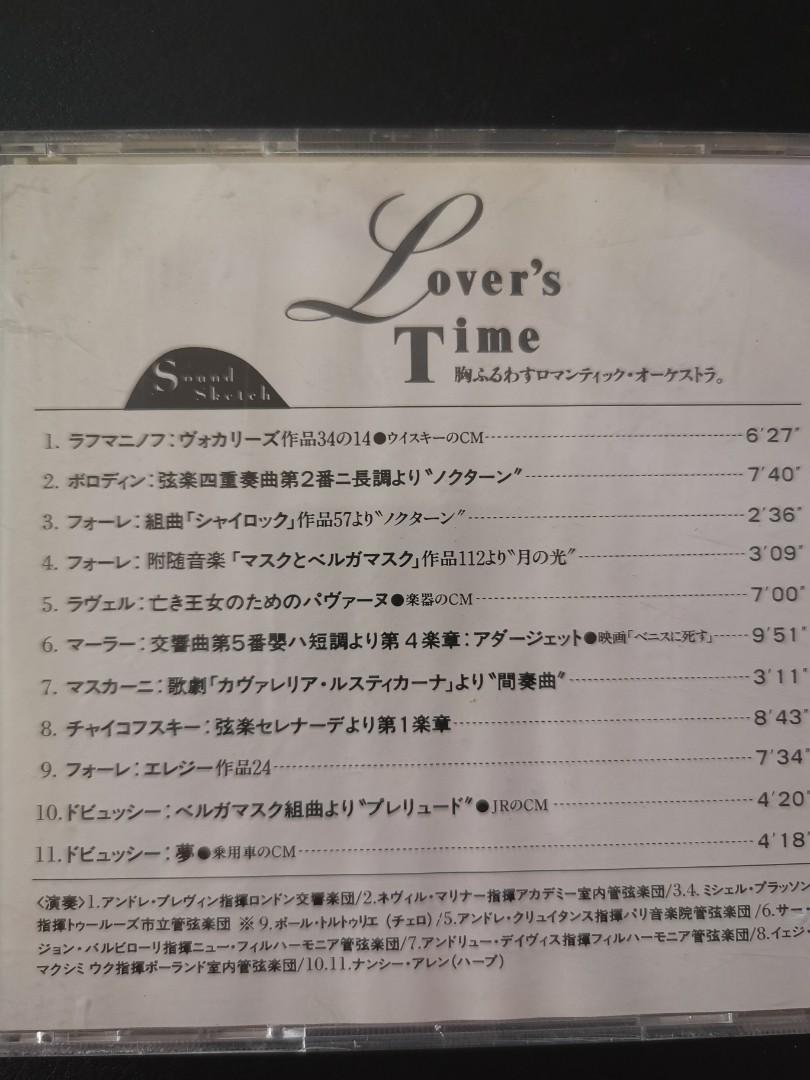 Lover's
Time
Sound
Sketch
胸ふるわすロマンティック・オーケストラ。
1. ラフマニノフ:ヴォカリーズ作品34の14●ウイスキーのCM 6'27"
2. ボロディン:弦楽四重奏曲第2番ニ長調より〝ノクターン〟 7'40"
3. フォーレ:組曲「シャイロック」作品57より〝ノクターン〟 2'36"
4. フォーレ:附随音楽「マスクとベルガマスク」作品112より〝月の光〟 3'09"
5. ラヴェル:亡き王女のためのパヴァーヌ●楽器のCM 7'00"
6. マーラー:交響曲第5番嬰ハ短調より第4楽章:アダージェット●映画「ベニスに死す」 9'51"
7. マスカーニ:歌劇「カヴァレリア・ルスティカーナ」より〝間奏曲〟 3'11"
8. チャイコフスキー:弦楽セレナーデより第1楽章 8'43"
9. フォーレ:エレジー作品24 7'34"
10.ドビュッシー:ベルガマスク組曲より〝プレリュード〟●JRのCM 4'20"
11.ドビュッシー:夢●乗用車のCM 4'18"
〈演奏〉1.アンドレ・プレヴィン指揮ロンドン交響楽団/2.ネヴィル・マリナー指揮アカデミー室内管弦楽団/3.4. ミシェル・プラッソン
指揮トゥールーズ市立管弦楽団 ※9.ポール・トルトゥリエ (チェロ)/5.アンドレ・クリュイタンス指揮パリ音楽院管弦楽団/6.サー・
ジョン・バルビローリ指揮ニュー・フィルハーモニア管弦楽団/7.アンドリュー・デイヴィス指揮フィルハーモニア管弦楽団/8.イェジ・
マクシミウク指揮ポーランド室内管弦楽団/10.11.ナンシー・アレン(ハープ)